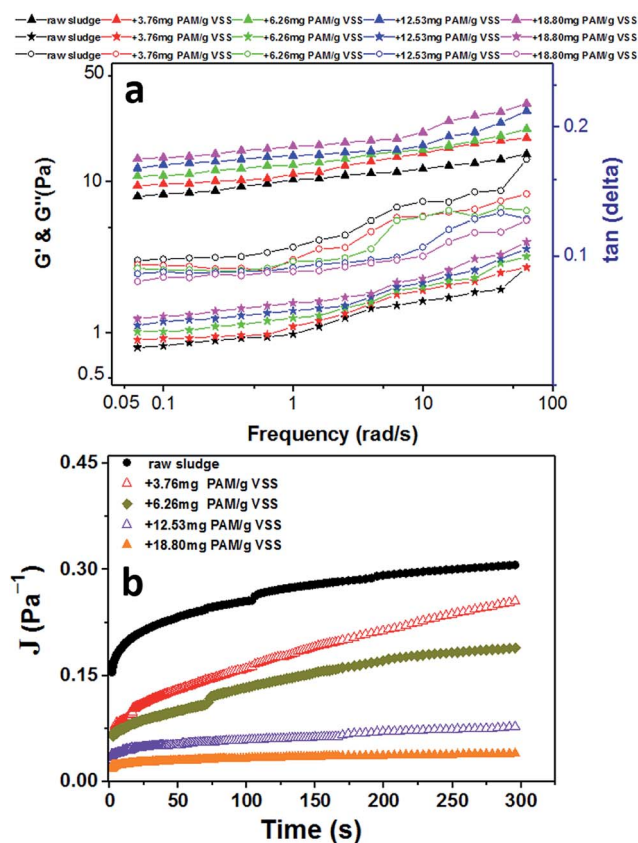 raw sludge +3.76mg PAM/g VSS +6.26mg PAM/g VSS +12.53mg PAM/g VSS +18.80mg PAM/g VSS
raw sludge +3.76mg PAM/g VSS +6.26mg PAM/g VSS +12.53mg PAM/g VSS +18.80mg PAM/g VSS
raw sludge +3.76mg PAM/g VSS +6.26mg PAM/g VSS +12.53mg PAM/g VSS +18.80mg PAM/g VSS
a
50
10
1
0.5
G' & G''(Pa)
0.2
0.1
tan (delta)
0.05 0.1 1 10 100
Frequency (rad/s)
b
raw sludge
+3.76mg PAM/g VSS
+6.26mg PAM/g VSS
+12.53mg PAM/g VSS
+18.80mg PAM/g VSS
0.45
0.30
0.15
0.00
J (Pa⁻¹)
0 50 100 150 200 250 300
Time (s)